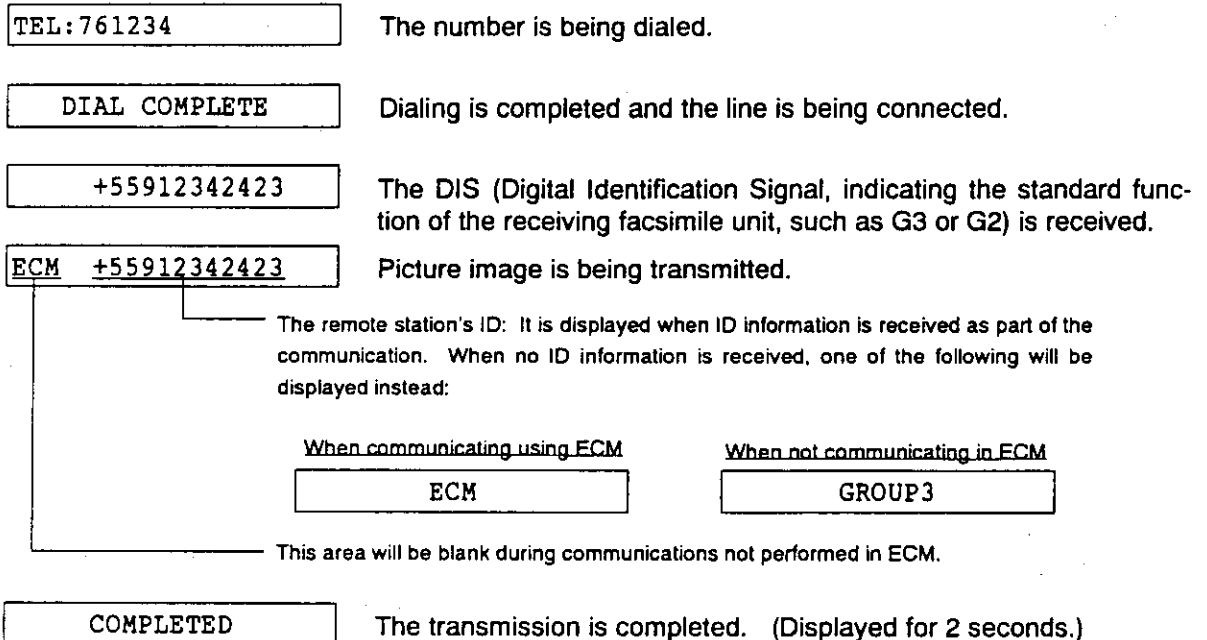 TEL:761234 The number is being dialed.
DIAL COMPLETE Dialing is completed and the line is being connected.
+55912342423 The DIS (Digital Identification Signal, indicating the standard func-
tion of the receiving facsimile unit, such as G3 or G2) is received.
ECM +55912342423 Picture image is being transmitted.
The remote station's ID: It is displayed when ID information is received as part of the
communication. When no ID information is received, one of the following will be
displayed instead:
When communicating using ECM When not communicating in ECM
ECM GROUP3
This area will be blank during communications not performed in ECM.
COMPLETED The transmission is completed. (Displayed for 2 seconds.)